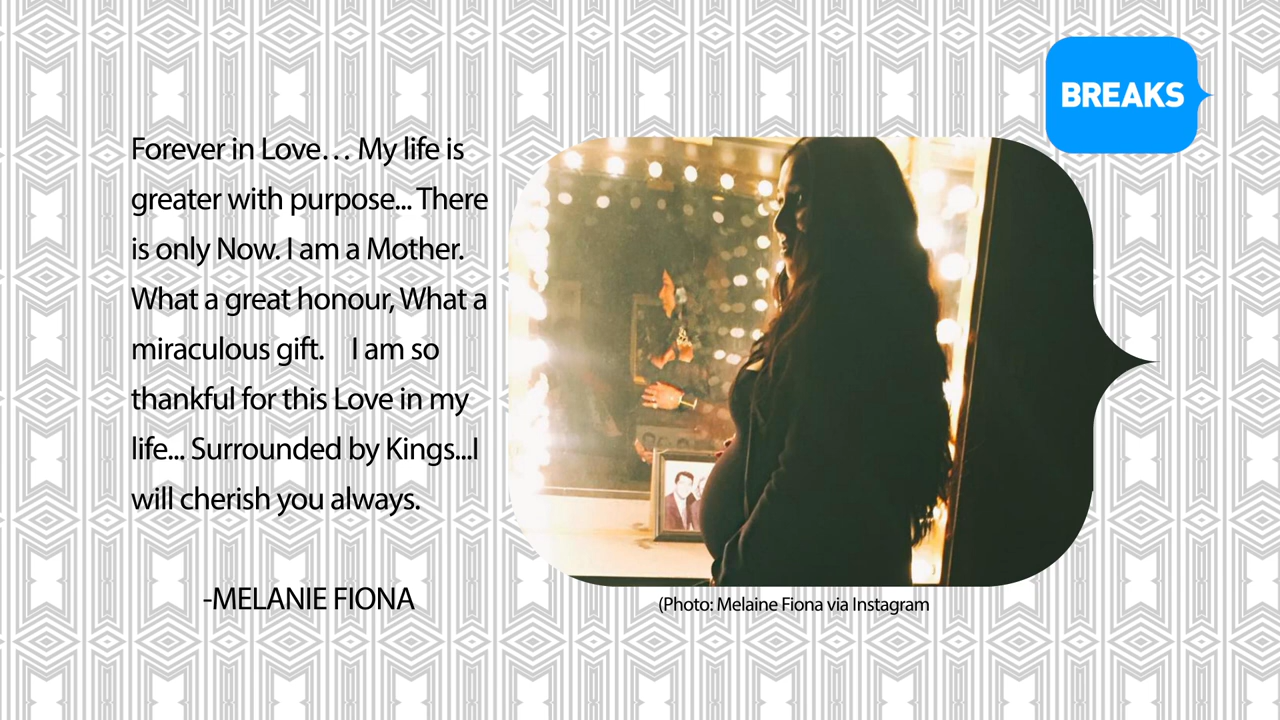 BREAKS
Forever in Love… My life is
greater with purpose... There
is only Now. I am a Mother.
What a great honour, What a
miraculous gift. I am so
thankful for this Love in my
life... Surrounded by Kings...I
will cherish you always.
-MELANIE FIONA
(Photo: Melaine Fiona via Instagram